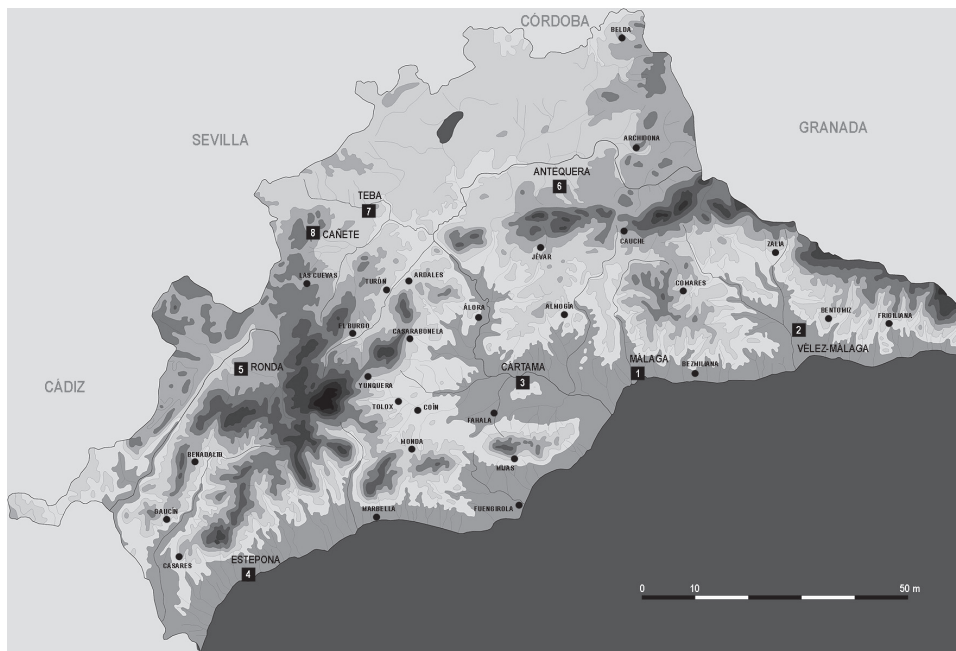 CÓRDOBA
BELDA
SEVILLA
GRANADA
ARCHIDONA
ANTEQUERA
6
TEBA
7
8 CAÑETE
CAUCHE
ZALIA
JÉVAR
LAS CUEVAS
TURÓN
ARDALES
COMARES
ÁLORA
ALMOGÍA
BENTOMIZ
FRIGILIANA
2
VÉLEZ-MÁLAGA
EL BURGO
CASARABONELA
CÁDIZ
5 RONDA
MÁLAGA
1
BEZMILIANA
CÁRTAMA
3
YUNQUERA
TOLOX
COÍN
FAHALA
MONDA
MIJAS
BENADALID
GAUCÍN
MARBELLA
FUENGIROLA
CASARES
ESTEPONA
4
0 10 50 m